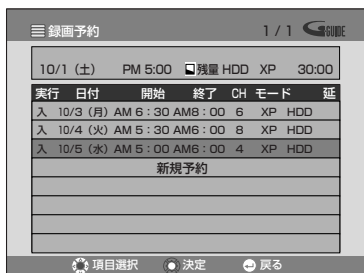 録画予約 1 / 1 G GUIDE
10/1 (土) PM 5:00 残量 HDD XP 30:00
実行 日付 開始 終了 CH モード 延
入 10/3 (月) AM 6：30 AM8：00 6 XP HDD
入 10/4 (火) AM 5：30 AM6：00 8 XP HDD
入 10/5 (水) AM 5：00 AM6：00 4 XP HDD
新規予約
項目選択 決定 戻る